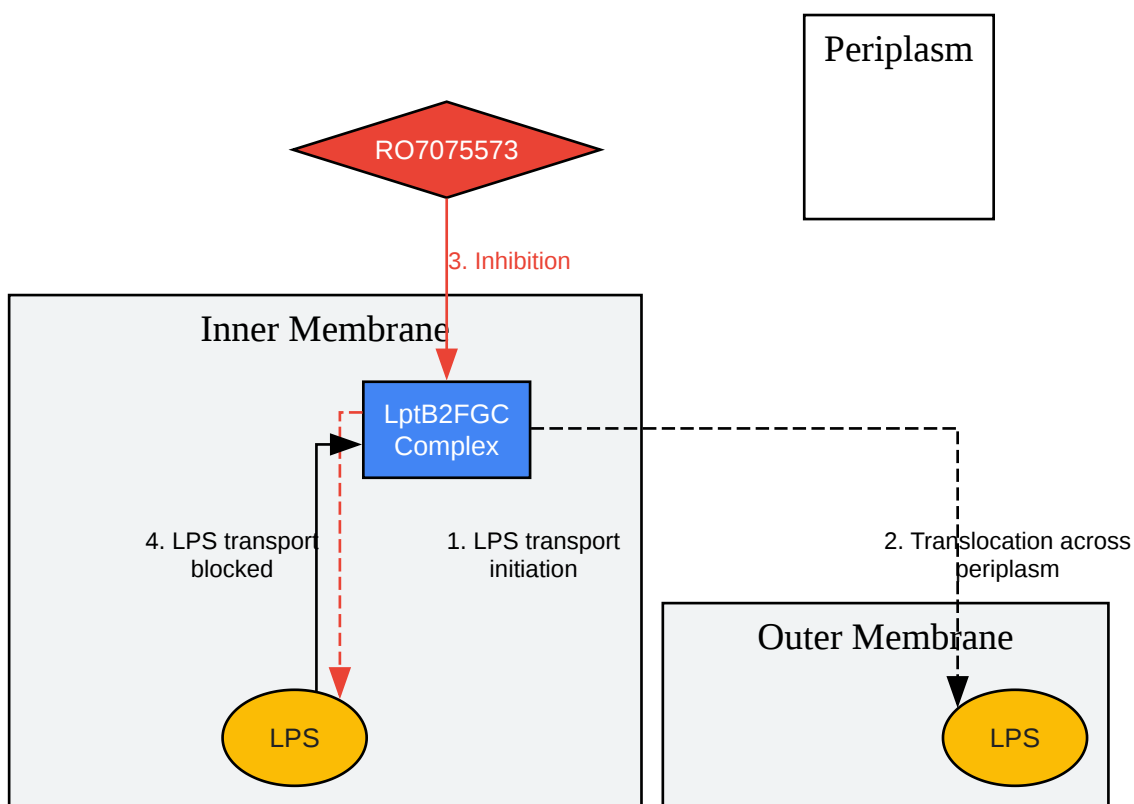 Periplasm
RO7075573
3. Inhibition
Inner Membrane
LptB2FGC
Complex
4. LPS transport
blocked
1. LPS transport
initiation
2. Translocation across
periplasm
Outer Membrane
LPS
LPS